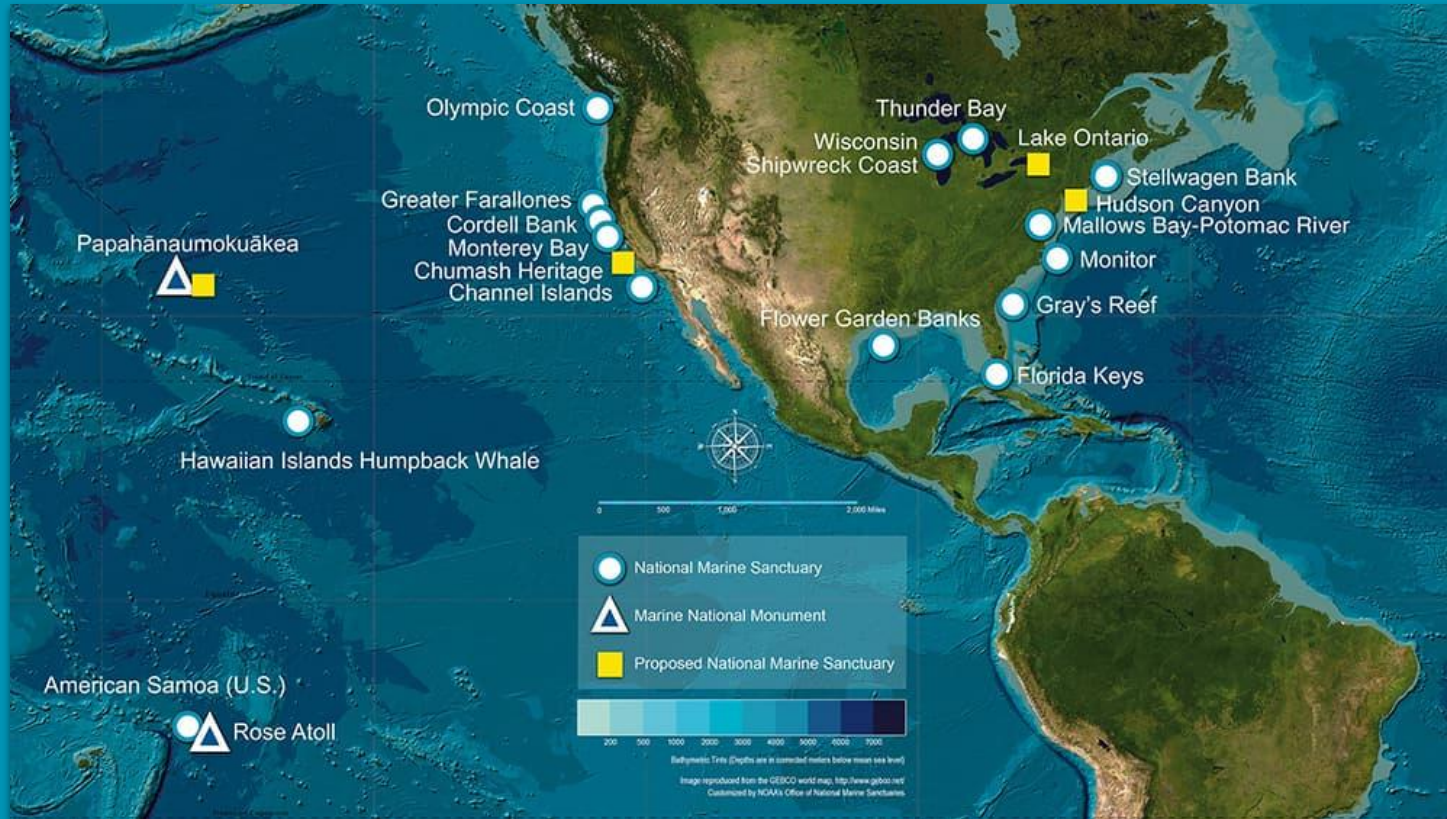 Olympic Coast
Thunder Bay
Wisconsin
Shipwreck Coast
Lake Ontario
Stellwagen Bank
Hudson Canyon
Mallows Bay-Potomac River
Monitor
Gray's Reef
Flower Garden Banks
Florida Keys
Greater Farallones
Cordell Bank
Monterey Bay
Chumash Heritage
Channel Islands
Papahānaumokuākea
Hawaiian Islands Humpback Whale
N
0 500 1,000 2,000 Miles
National Marine Sanctuary
Marine National Monument
Proposed National Marine Sanctuary
American Samoa (U.S.)
Rose Atoll
200 500 1000 2000 3000 4000 5000 6000 7000
Bathymetric Tints (Depths are in corrected meters below mean sea level)
Image reproduced from the GEBCO world map, http://www.gebco.net/
Customized by NOAA's Office of National Marine Sanctuaries